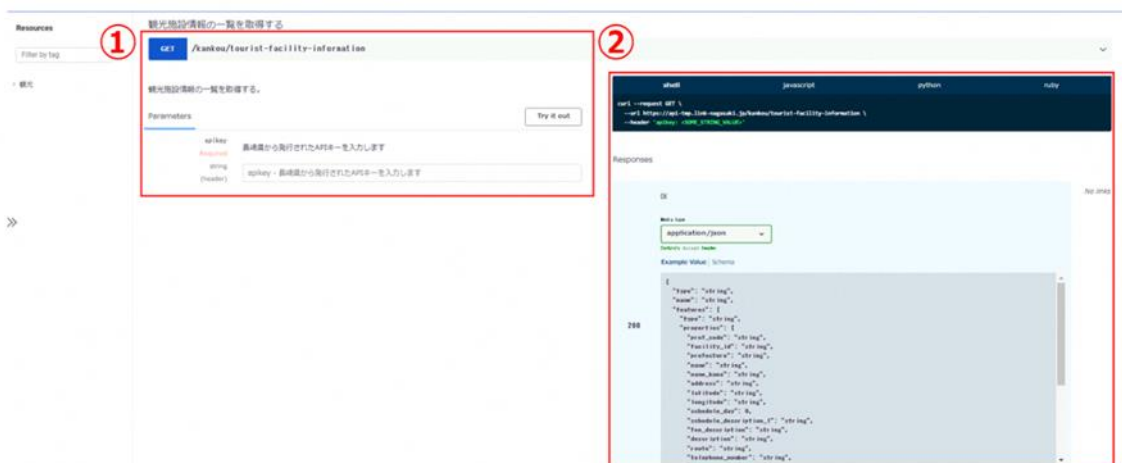 Resources
Filter by tag
観光
観光施設情報の一覧を取得する
①
GET /kankou/tourist-facility-information
観光施設情報の一覧を取得する。
Parameters
Try it out
apikey
Required
string
(header)
長崎県から発行されたAPIキーを入力します
apikey - 長崎県から発行されたAPIキーを入力します
②
shell javascript python ruby
curl --request GET \
--url https://api-tmp.link-nagasaki.jp/kankou/tourist-facility-information \
--header 'apikey: <SOME_STRING_VALUE>'
Responses
No links
200
OK
Media type
application/json
Controls Accept header
Example Value Schema
{
"type": "string",
"name": "string",
"features": [
"type": "string",
"properties": [
"pref_code": "string",
"facility_id": "string",
"prefecture": "string",
"name": "string",
"name_kana": "string",
"address": "string",
"latitude": "string",
"longitude": "string",
"schedule_day": 0,
"schedule_description_1": "string",
"fee_description": "string",
"description": "string",
"route": "string",
"telephone_number": "string",